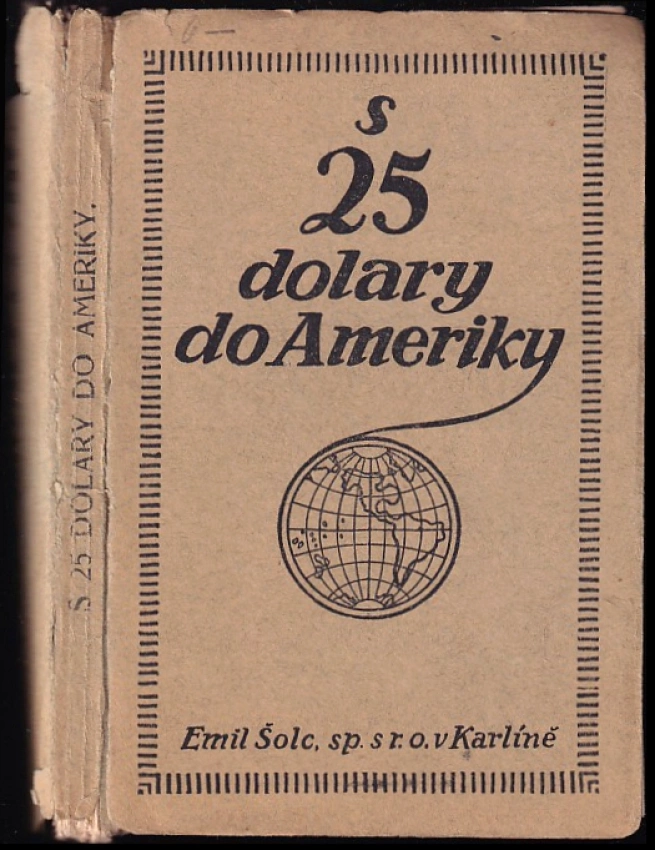 S 25 DOLARY DO AMERIKY.
s
25
dolary
do Ameriky
Emil Šolc, sp. s r. o. v Karlíně